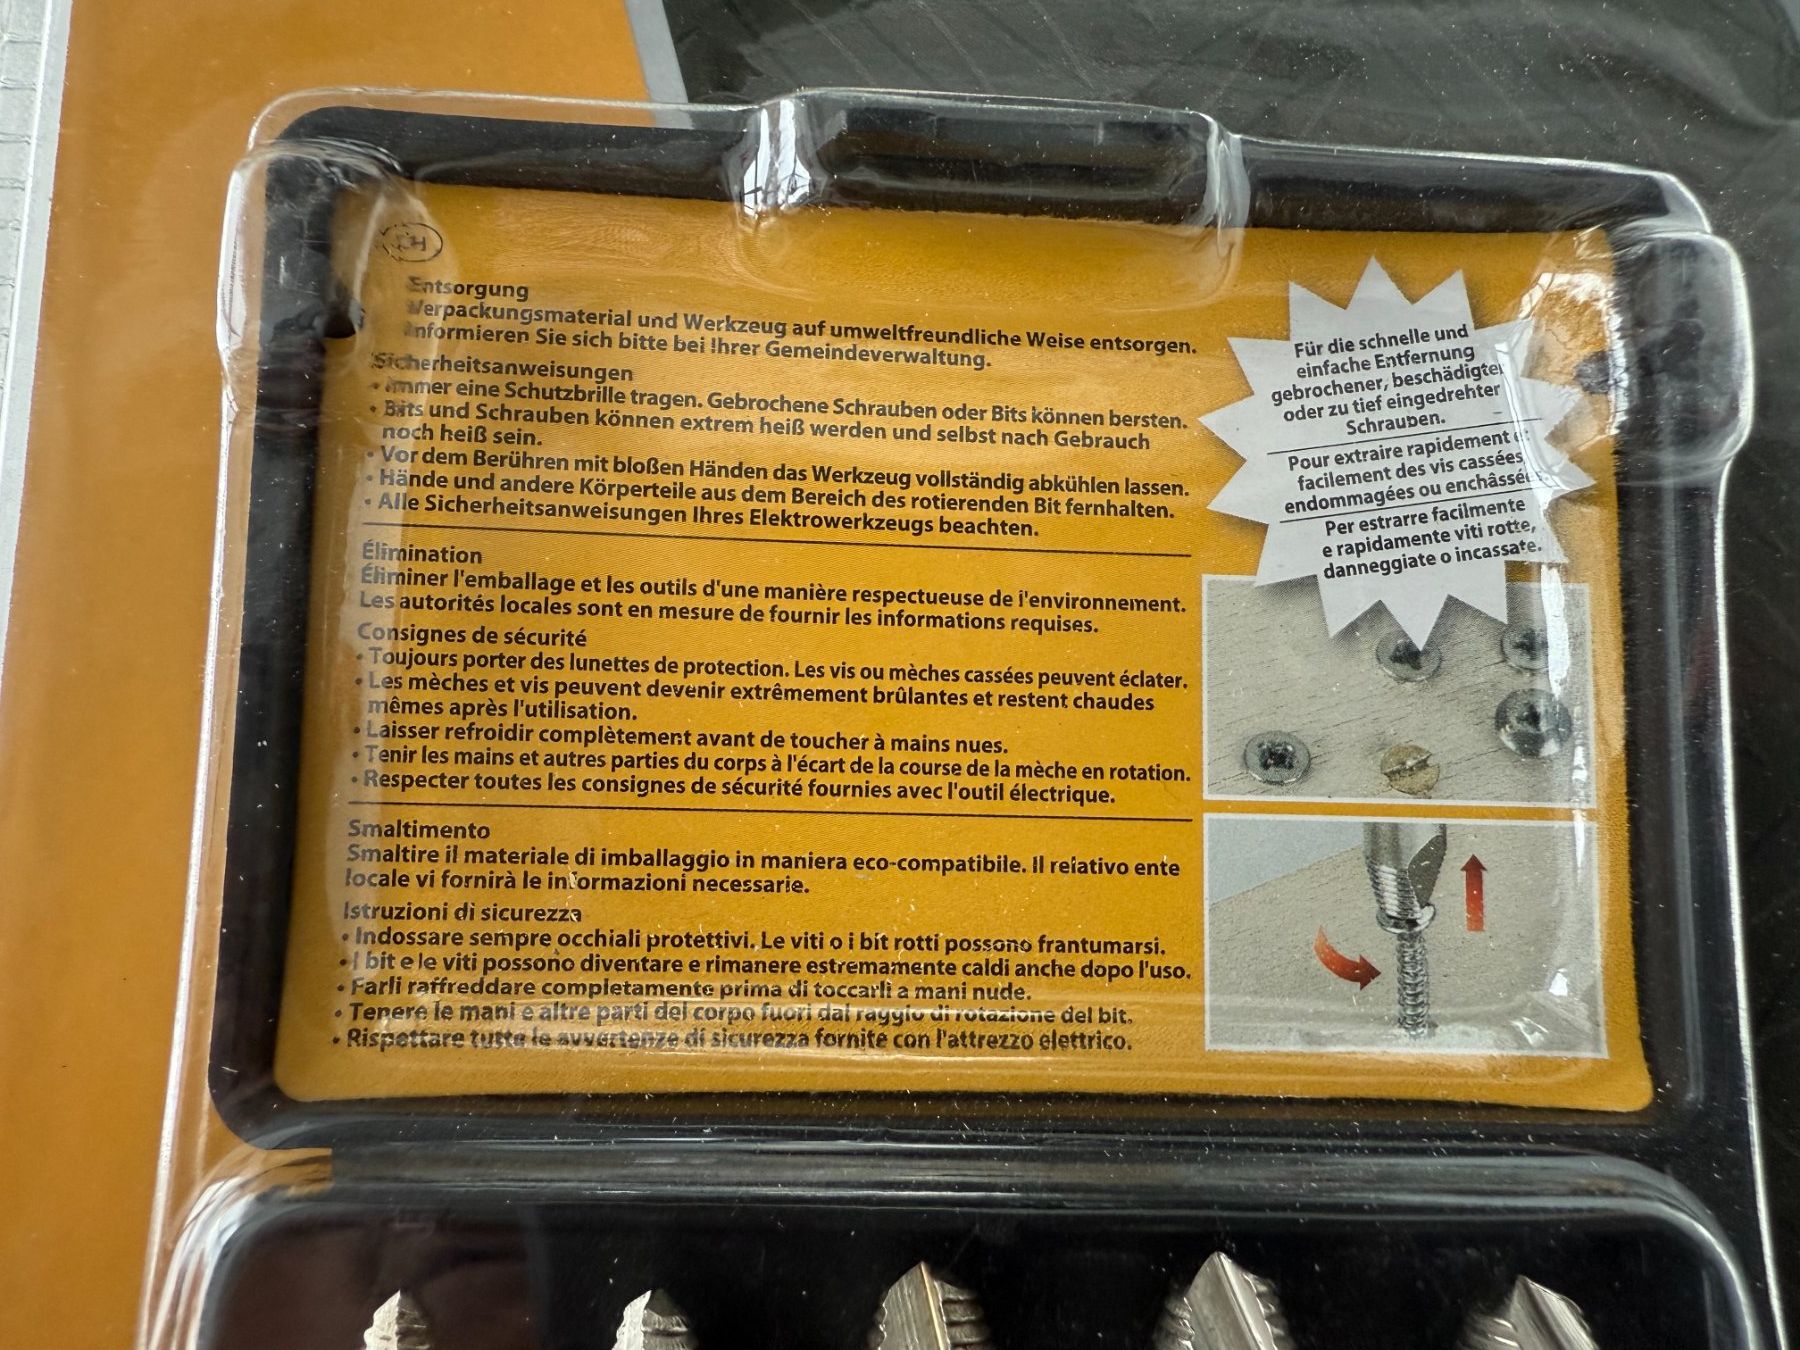 CH
Entsorgung
Verpackungsmaterial und Werkzeug auf umweltfreundliche Weise entsorgen.
Informieren Sie sich bitte bei Ihrer Gemeindeverwaltung.
Sicherheitsanweisungen
• Immer eine Schutzbrille tragen. Gebrochene Schrauben oder Bits können bersten.
• Bits und Schrauben können extrem heiß werden und selbst nach Gebrauch
noch heiß sein.
• Vor dem Berühren mit bloßen Händen das Werkzeug vollständig abkühlen lassen.
• Hände und andere Körperteile aus dem Bereich des rotierenden Bit fernhalten.
• Alle Sicherheitsanweisungen Ihres Elektrowerkzeugs beachten.
Élimination
Éliminer l'emballage et les outils d'une manière respectueuse de l'environnement.
Les autorités locales sont en mesure de fournir les informations requises.
Consignes de sécurité
• Toujours porter des lunettes de protection. Les vis ou mèches cassées peuvent éclater.
• Les mèches et vis peuvent devenir extrêmement brûlantes et restent chaudes
mêmes après l'utilisation.
• Laisser refroidir complètement avant de toucher à mains nues.
• Tenir les mains et autres parties du corps à l'écart de la course de la mèche en rotation.
• Respecter toutes les consignes de sécurité fournies avec l'outil électrique.
Smaltimento
Smaltire il materiale di imballaggio in maniera eco-compatibile. Il relativo ente
locale vi fornirà le informazioni necessarie.
Istruzioni di sicurezza
• Indossare sempre occhiali protettivi. Le viti o i bit rotti possono frantumarsi.
• I bit e le viti possono diventare e rimanere estremamente caldi anche dopo l'uso.
• Farli raffreddare completamente prima di toccarli a mani nude.
• Tenere le mani e altre parti del corpo fuori dal raggio di rotazione del bit.
• Rispettare tutte le avvertenze di sicurezza fornite con l'attrezzo elettrico.
Für die schnelle und
einfache Entfernung
gebrochener, beschädigter
oder zu tief eingedrehter
Schrauben.
Pour extraire rapidement et
facilement des vis cassées,
endommagées ou enchâssées.
Per estrarre facilmente
e rapidamente viti rotte,
danneggiate o incassate.